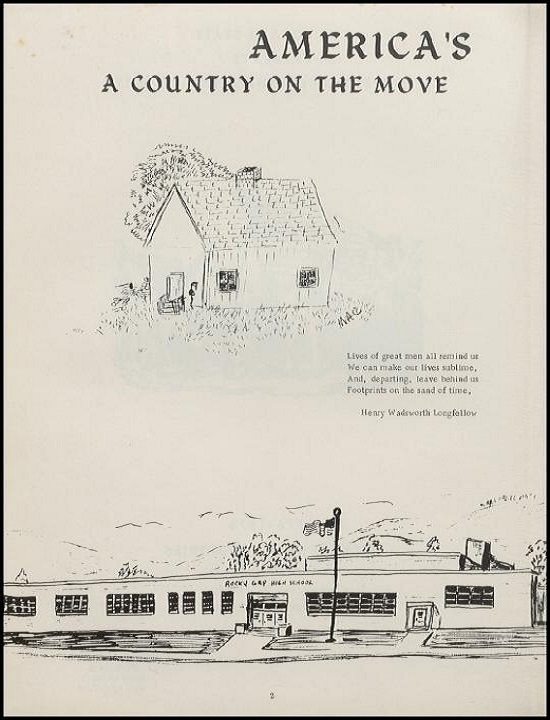 AMERICA'S
A COUNTRY ON THE MOVE
MAC
Lives of great men all remind us
We can make our lives sublime,
And, departing, leave behind us
Footprints on the sand of time,
Henry Wadsworth Longfellow
ROCKY GAP HIGH SCHOOL
2